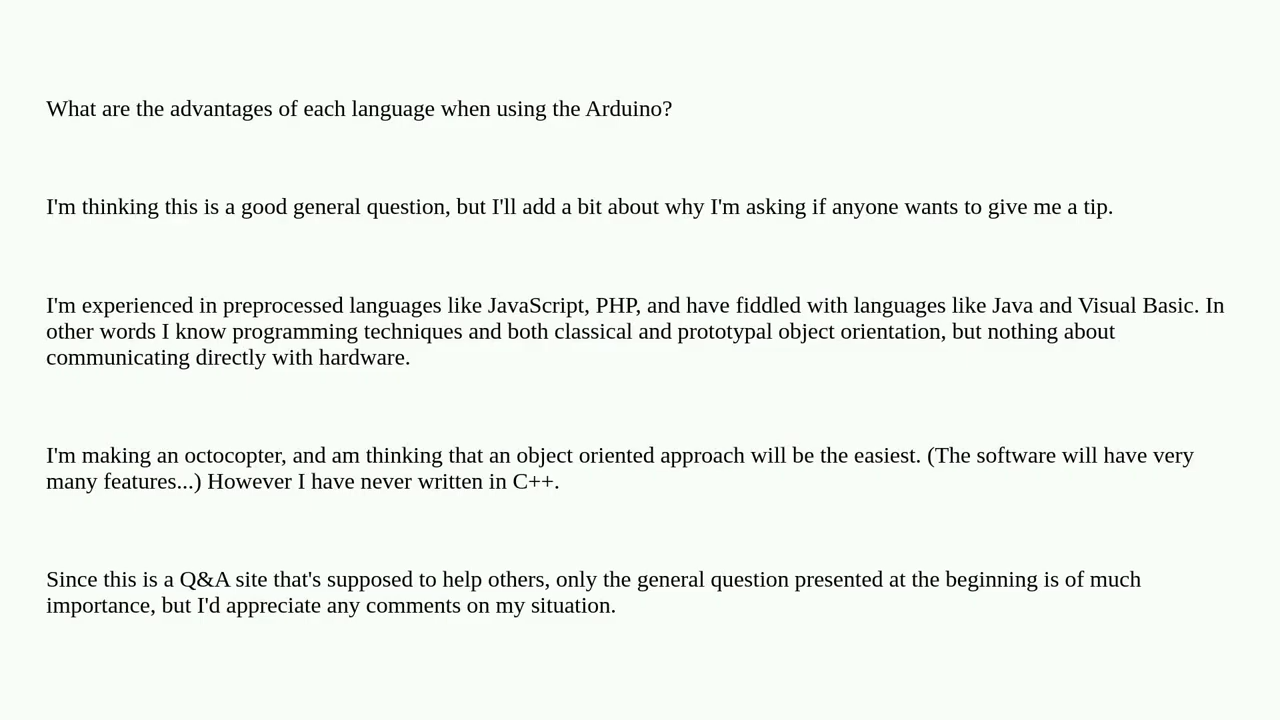 What are the advantages of each language when using the Arduino?
I'm thinking this is a good general question, but I'll add a bit about why I'm asking if anyone wants to give me a tip.
I'm experienced in preprocessed languages like JavaScript, PHP, and have fiddled with languages like Java and Visual Basic. In
other words I know programming techniques and both classical and prototypal object orientation, but nothing about
communicating directly with hardware.
I'm making an octocopter, and am thinking that an object oriented approach will be the easiest. (The software will have very
many features...) However I have never written in C++.
Since this is a Q&A site that's supposed to help others, only the general question presented at the beginning is of much
importance, but I'd appreciate any comments on my situation.